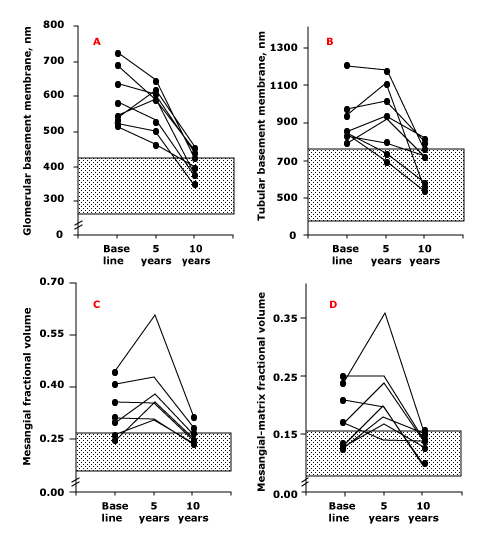 A
Glomerular basement membrane, nm
800
700
600
500
400
300
0
Base line
5 years
10 years
B
Tubular basement membrane, nm
1300
1100
900
700
500
0
Base line
5 years
10 years
C
Mesangial fractional volume
0.70
0.55
0.40
0.25
0.00
Base line
5 years
10 years
D
Mesangial-matrix fractional volume
0.35
0.25
0.15
0.00
Base line
5 years
10 years